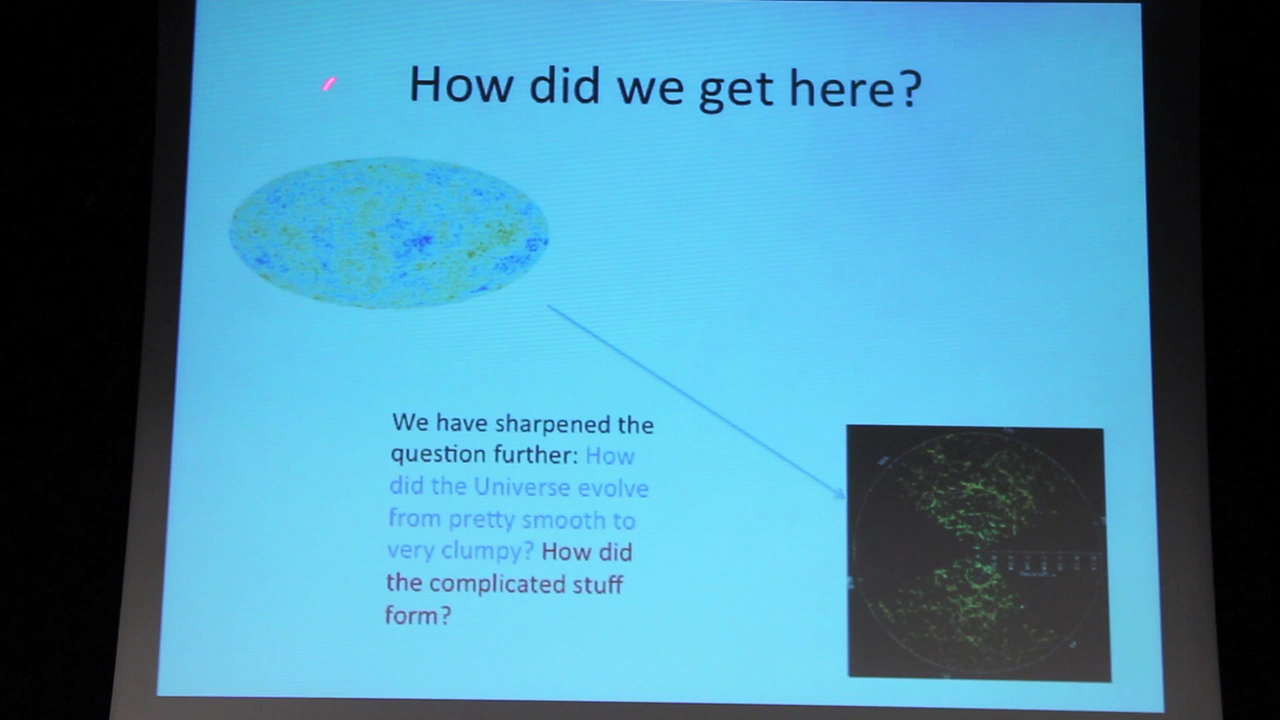 How did we get here?
We have sharpened the
question further: How
did the Universe evolve
from pretty smooth to
very clumpy? How did
the complicated stuff
form?